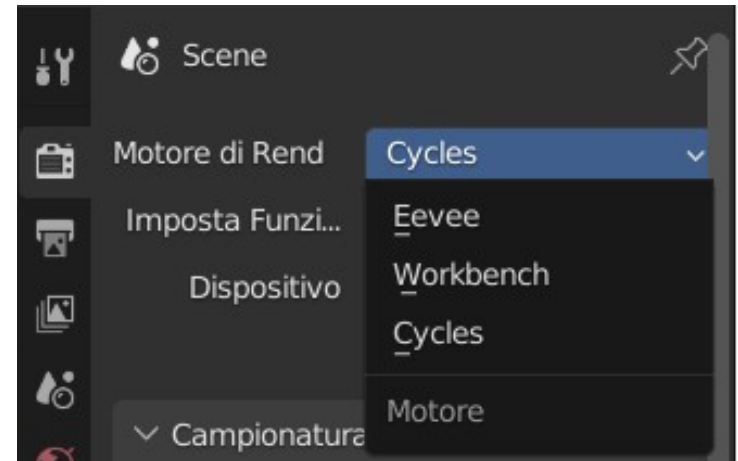 Scene
Motore di Rend Cycles
Imposta Funzi... Eevee
Dispositivo Workbench
Cycles
Motore
Campionatura